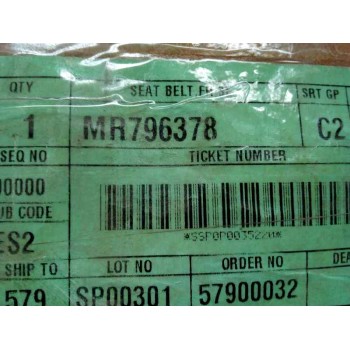 QTY SEAT BELT SRT GP
1 MR796378 C2
SEQ NO TICKET NUMBER
00000
UB CODE
ES2
SHIP TO LOT NO ORDER NO DEA
579 SP00301 57900032